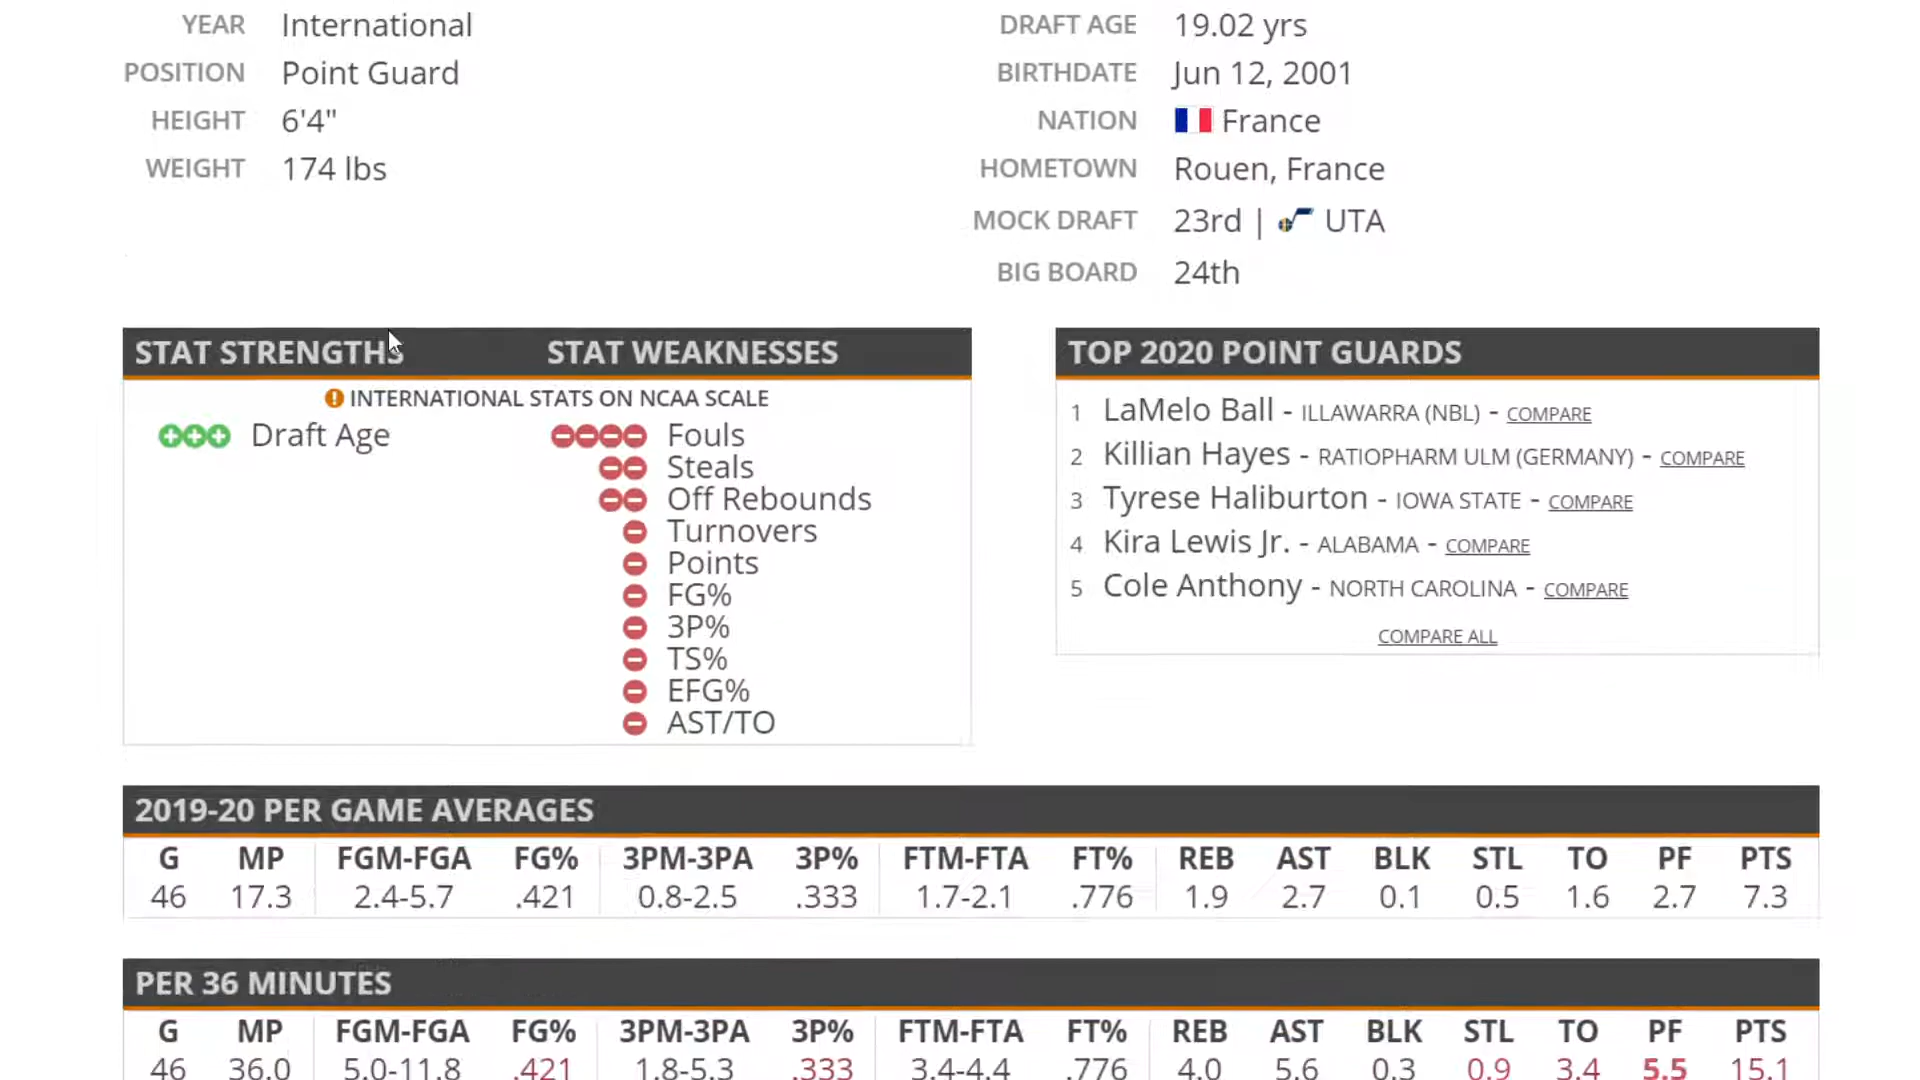 YEAR International
POSITION Point Guard
HEIGHT 6'4"
WEIGHT 174 lbs
DRAFT AGE 19.02 yrs
BIRTHDATE Jun 12, 2001
NATION France
HOMETOWN Rouen, France
MOCK DRAFT 23rd | UTA
BIG BOARD 24th
STAT STRENGTHS STAT WEAKNESSES
INTERNATIONAL STATS ON NCAA SCALE
Draft Age Fouls
Steals
Off Rebounds
Turnovers
Points
FG%
3P%
TS%
EFG%
AST/TO
TOP 2020 POINT GUARDS
1 LaMelo Ball - ILLAWARRA (NBL) - COMPARE
2 Killian Hayes - RATIOPHARM ULM (GERMANY) - COMPARE
3 Tyrese Haliburton - IOWA STATE - COMPARE
4 Kira Lewis Jr. - ALABAMA - COMPARE
5 Cole Anthony - NORTH CAROLINA - COMPARE
COMPARE ALL
2019-20 PER GAME AVERAGES
G MP FGM-FGA FG% 3PM-3PA 3P% FTM-FTA FT% REB AST BLK STL TO PF PTS
46 17.3 2.4-5.7 .421 0.8-2.5 .333 1.7-2.1 .776 1.9 2.7 0.1 0.5 1.6 2.7 7.3
PER 36 MINUTES
G MP FGM-FGA FG% 3PM-3PA 3P% FTM-FTA FT% REB AST BLK STL TO PF PTS
46 36.0 5.0-11.8 .421 1.8-5.3 .333 3.4-4.4 .776 4.0 5.6 0.3 0.9 3.4 5.5 15.1